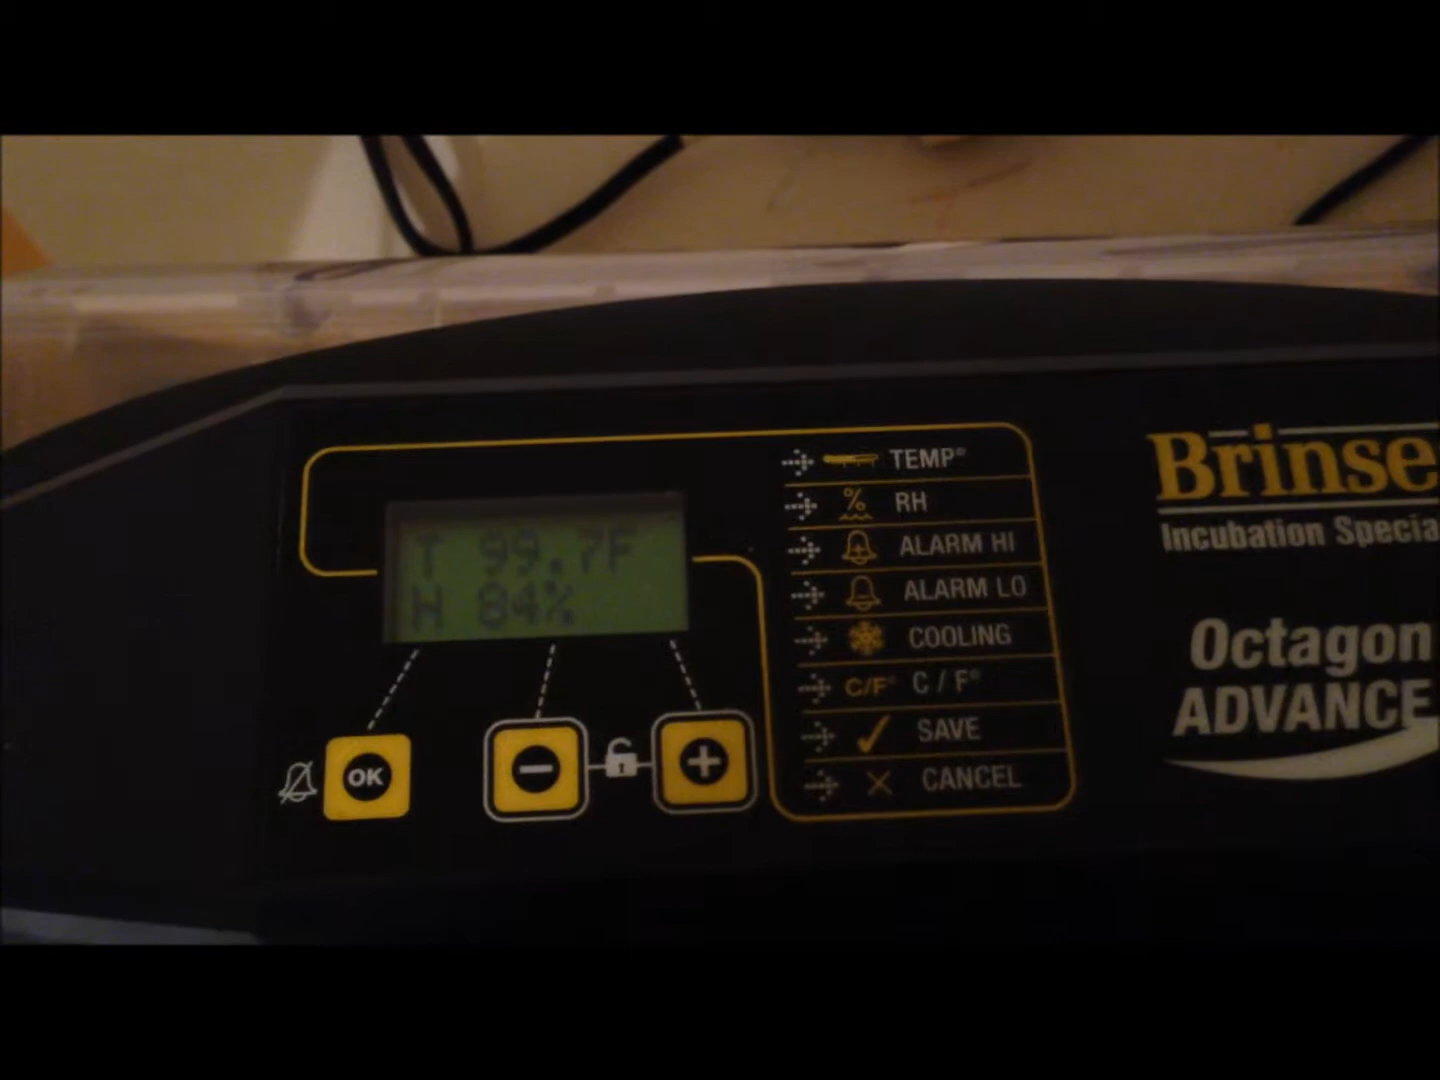 T 99.7F
H 84%
OK
TEMP°
% RH
ALARM HI
ALARM LO
COOLING
C/F° C / F°
SAVE
CANCEL
Brinse
Incubation Specia
Octagon
ADVANCE